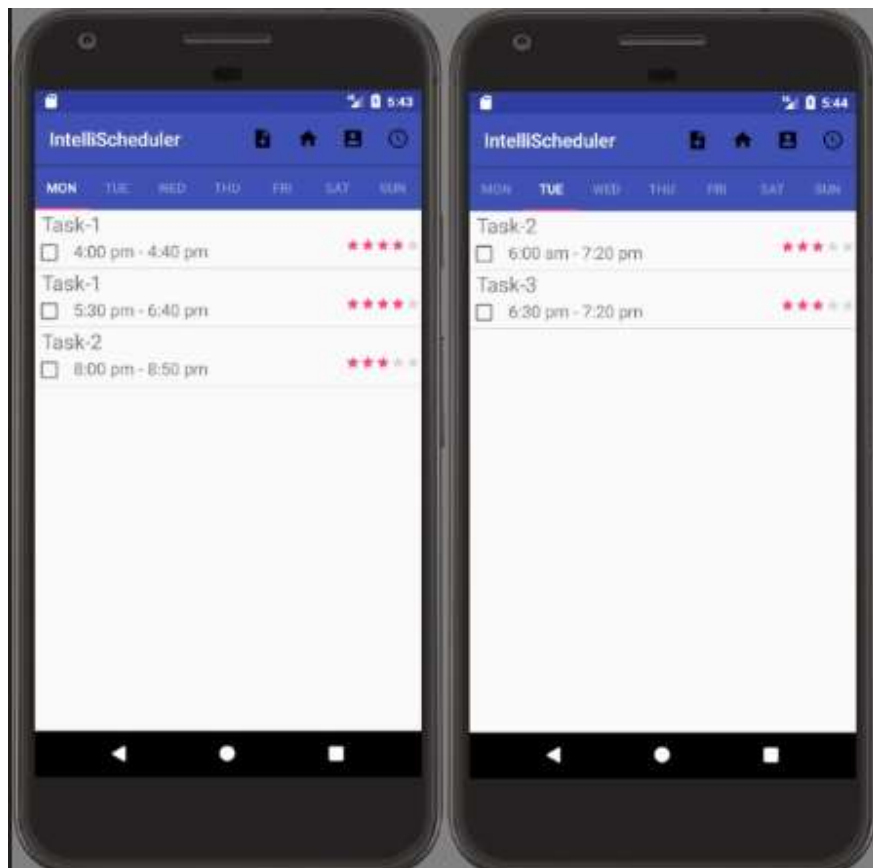 5:43
IntelliScheduler
MON TUE WED THU FRI SAT SUN
Task-1
4:00 pm - 4:40 pm
Task-1
5:30 pm - 6:40 pm
Task-2
8:00 pm - 8:50 pm
5:44
IntelliScheduler
MON TUE WED THU FRI SAT SUN
Task-2
6:00 am - 7:20 pm
Task-3
6:30 pm - 7:20 pm